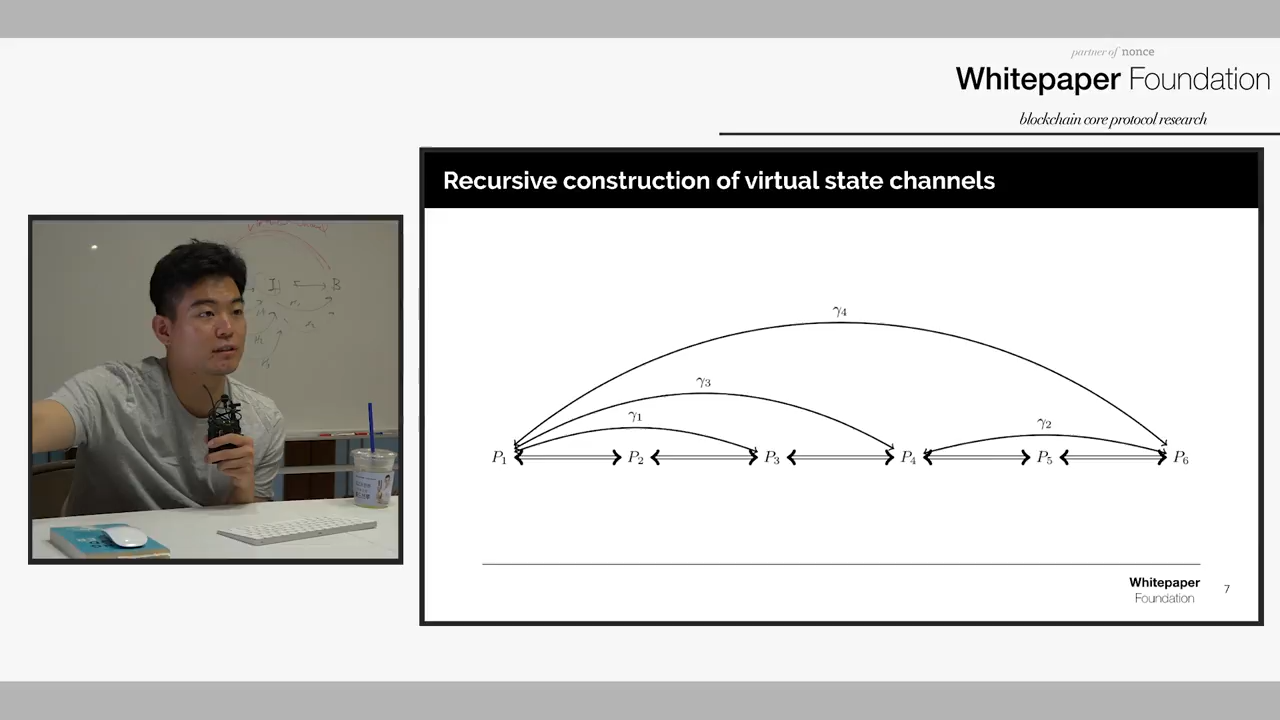 partner of nonce
Whitepaper Foundation
blockchain core protocol research
Recursive construction of virtual state channels
γ4
γ3
γ1
γ2
P1 P2 P3 P4 P5 P6
Whitepaper
Foundation
7
I B